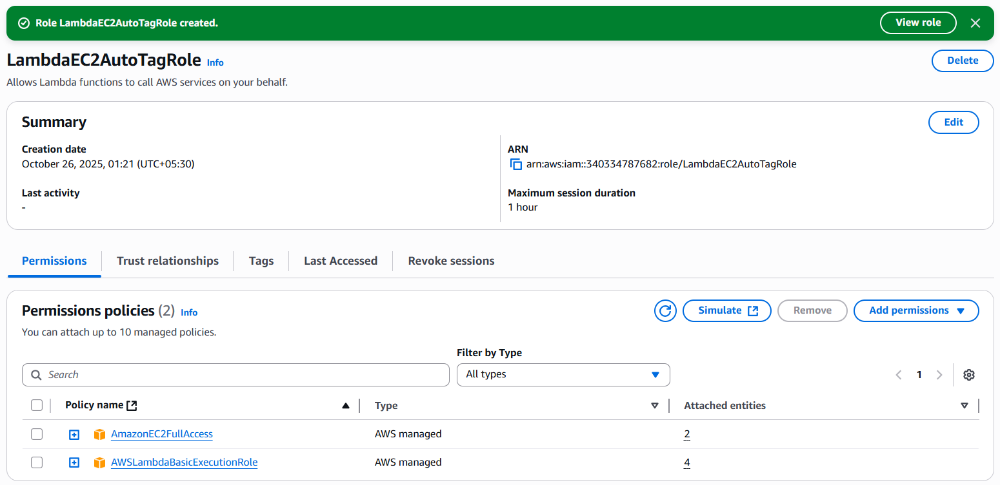 Role LambdaEC2AutoTagRole created.
View role
LambdaEC2AutoTagRole Info
Delete
Allows Lambda functions to call AWS services on your behalf.
Summary
Edit
Creation date
October 26, 2025, 01:21 (UTC+05:30)
ARN
arn:aws:iam::340334787682:role/LambdaEC2AutoTagRole
Last activity
-
Maximum session duration
1 hour
Permissions Trust relationships Tags Last Accessed Revoke sessions
Permissions policies (2) Info
Simulate Remove Add permissions
You can attach up to 10 managed policies.
Filter by Type
Search All types 1
Policy name Type Attached entities
AmazonEC2FullAccess AWS managed 2
AWSLambdaBasicExecutionRole AWS managed 4